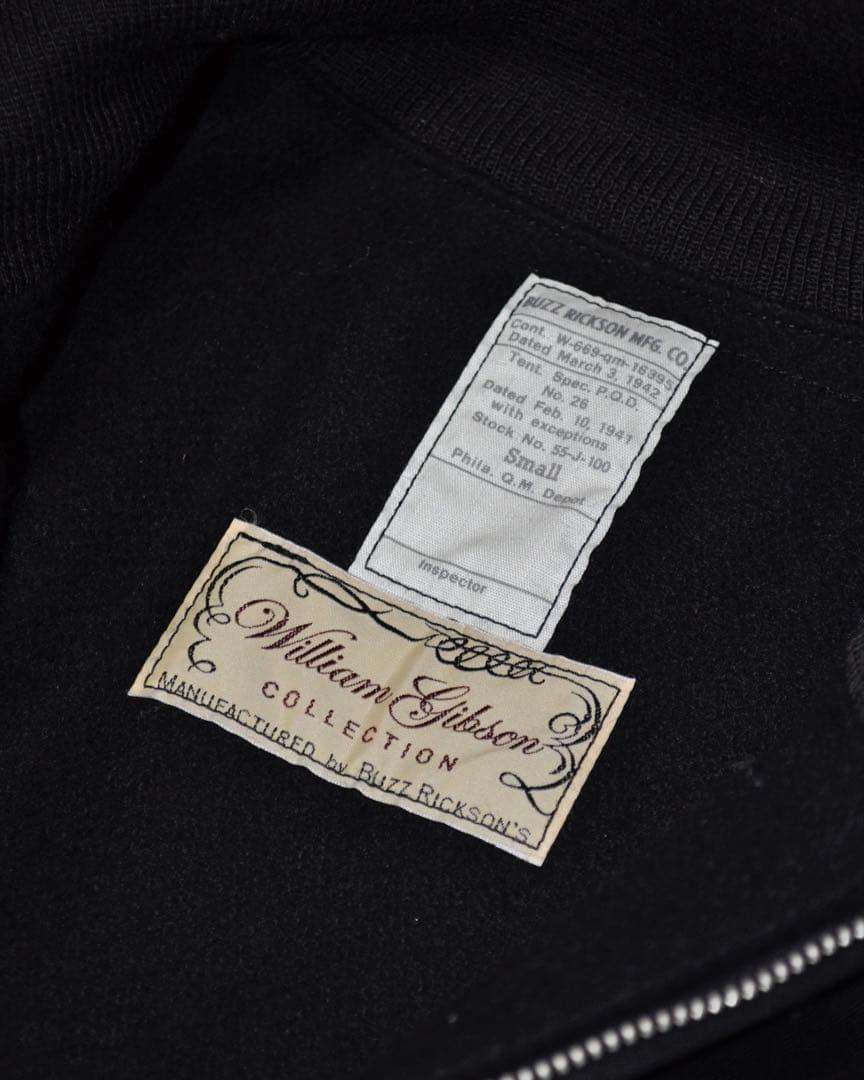 BUZZ RICKSON MFG. CO.
Cont. W-669-qm-16395
Dated March 3, 1942
Tent. Spec. P.Q.D.
No. 26
Dated Feb. 10, 1941
with exceptions
Stock No. 55-J-100
Small
Phila. Q.M. Depot
Inspector
William Gibson
COLLECTION
MANUFACTURED by BUZZ RICKSON'S